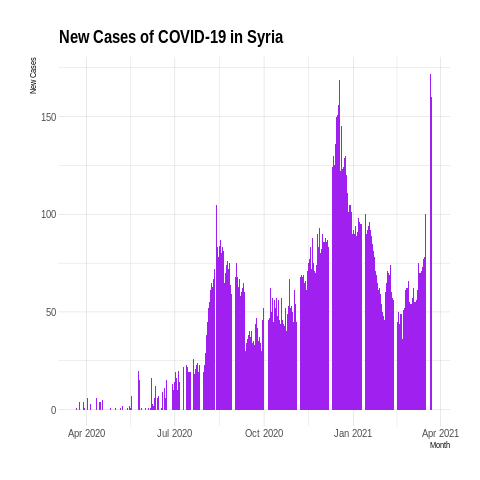 New Cases of COVID-19 in Syria
New Cases
150
100
50
0
Apr 2020 Jul 2020 Oct 2020 Jan 2021 Apr 2021
Month